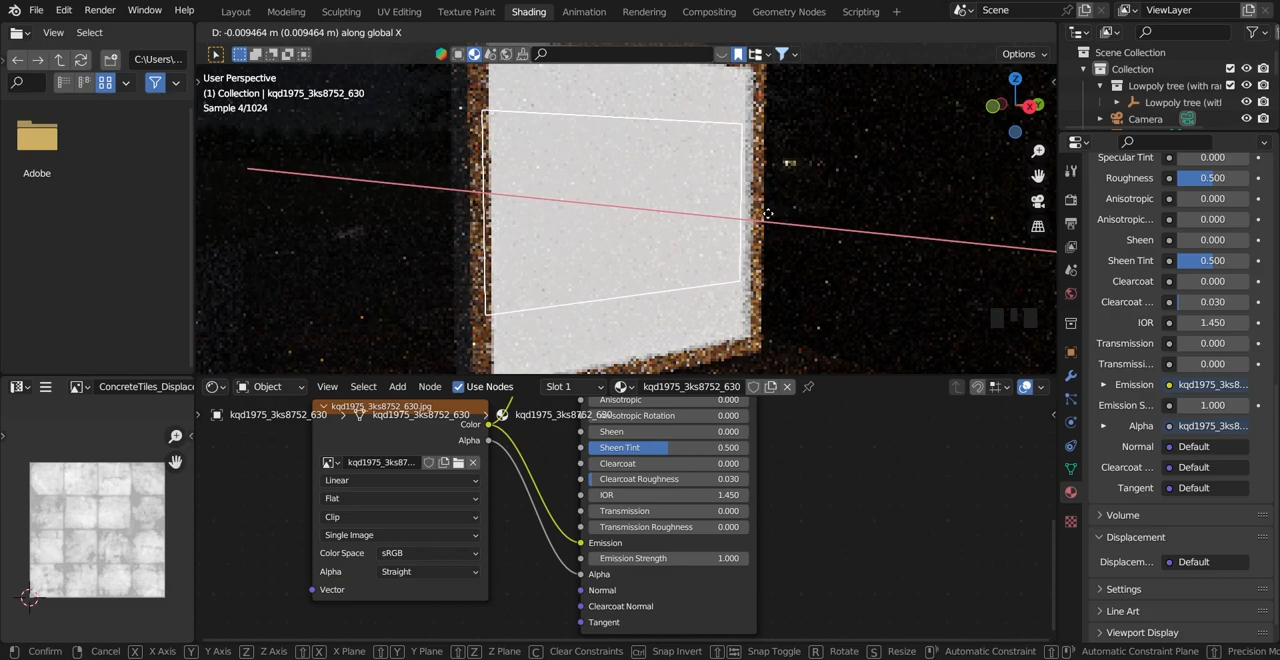 File Edit Render Window Help Layout Modeling Sculpting UV Editing Texture Paint Shading Animation Rendering Compositing Geometry Nodes Scripting + Scene ViewLayer
D: -0.009464 m (0.009464 m) along global X
View Select
Options
C:\Users\...
User Perspective
(1) Collection | kqd1975_3ks8752_630
Sample 4/1024
Z
X
Y
Adobe
Scene Collection
Collection
Lowpoly tree (with ra
Lowpoly tree (witl
Camera
Specular Tint 0.000
Roughness 0.500
Anisotropic 0.000
Anisotropic... 0.000
Sheen 0.000
Sheen Tint 0.500
Clearcoat 0.000
Clearcoat ... 0.030
IOR 1.450
Transmission 0.000
Transmissi... 0.000
Emission kqd1975_3ks8...
Emission S... 1.000
Alpha kqd1975_3ks8...
Normal Default
Clearcoat ... Default
Tangent Default
Volume
Displacement
Displacem... Default
Settings
Line Art
Viewport Display
ConcreteTiles_Displace
Object View Select Add Node Use Nodes Slot 1 kqd1975_3ks8752_630
kqd1975_3ks8752_630 kqd1975_3ks8752_630 kqd1975_3ks8752_630
kqd1975_3ks8752_630.jpg
Color
Alpha
kqd1975_3ks87...
Linear
Flat
Clip
Single Image
Color Space sRGB
Alpha Straight
Vector
Anisotropic 0.000
Anisotropic Rotation 0.000
Sheen 0.000
Sheen Tint 0.500
Clearcoat 0.000
Clearcoat Roughness 0.030
IOR 1.450
Transmission 0.000
Transmission Roughness 0.000
Emission
Emission Strength 1.000
Alpha
Normal
Clearcoat Normal
Tangent
Confirm Cancel X X Axis Y Y Axis Z Z Axis X X Plane Y Y Plane Z Z Plane C Clear Constraints Ctrl Snap Invert Snap Toggle R Rotate S Resize Automatic Constraint Automatic Constraint Plane Precision Mo